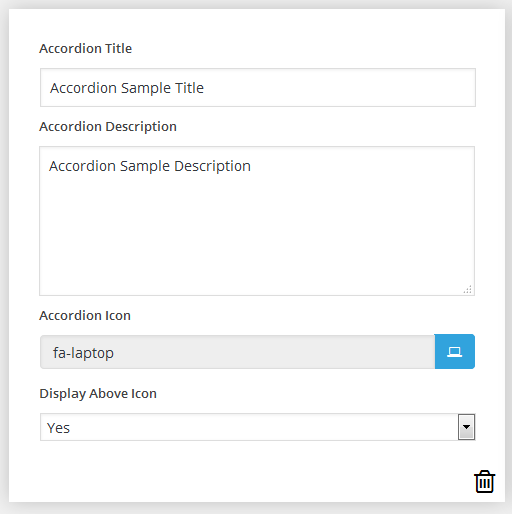 Accordion Title
Accordion Sample Title
Accordion Description
Accordion Sample Description
Accordion Icon
fa-laptop
Display Above Icon
Yes